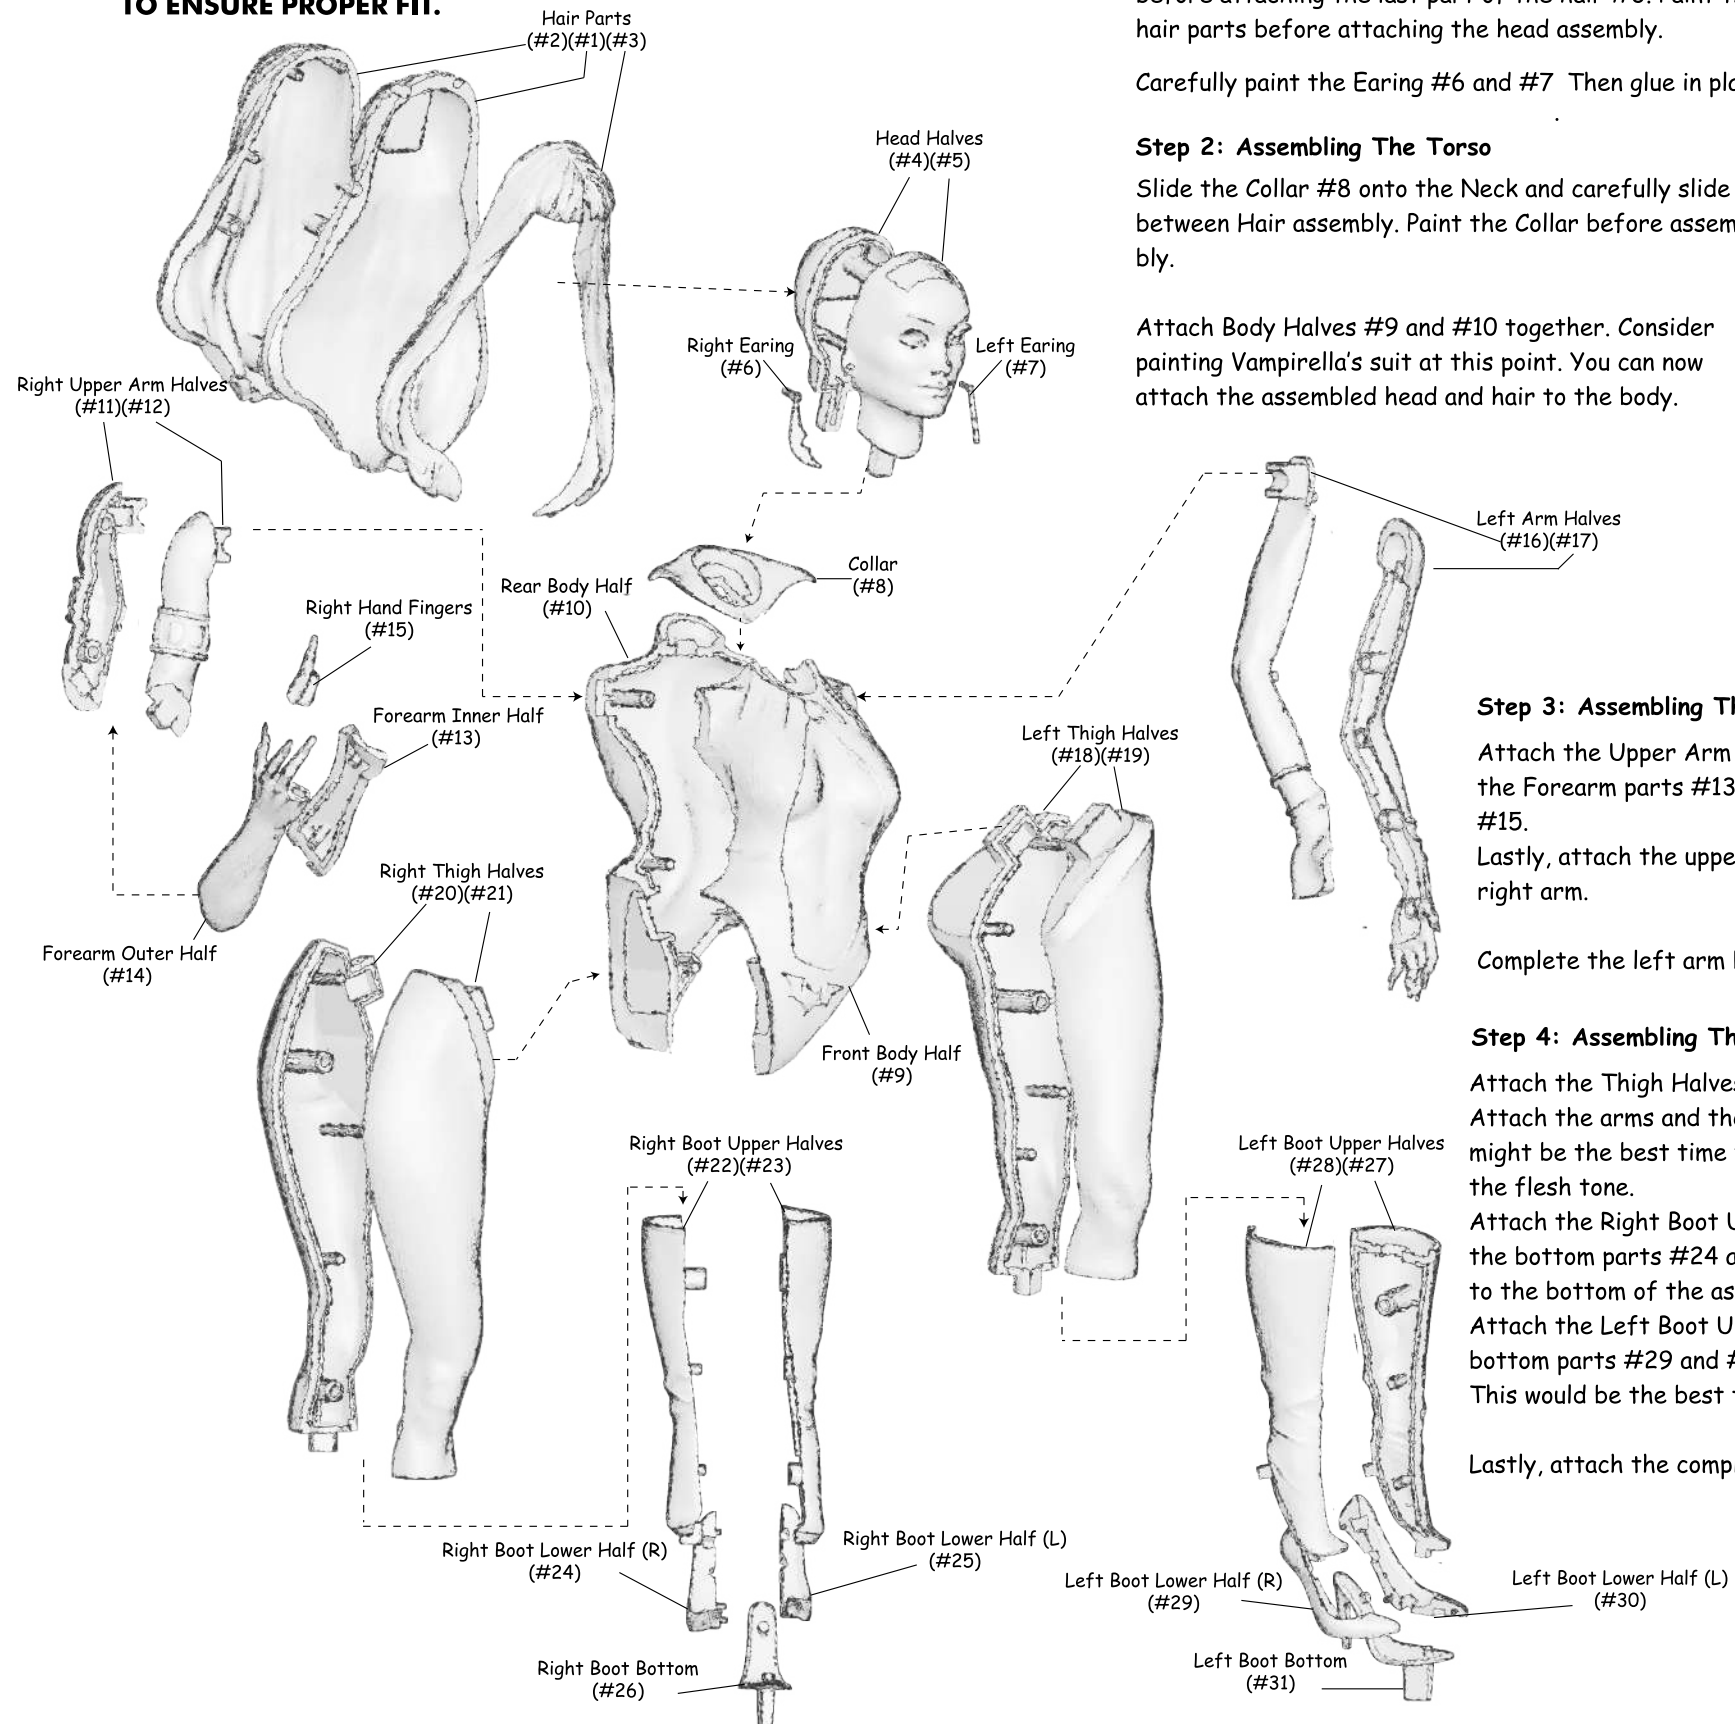 TO ENSURE PROPER FIT.
Hair Parts
(#2)(#1)(#3)
Head Halves
(#4)(#5)
Right Earing
(#6)
Left Earing
(#7)
Right Upper Arm Halves
(#11)(#12)
Collar
(#8)
Rear Body Half
(#10)
Right Hand Fingers
(#15)
Forearm Inner Half
(#13)
Forearm Outer Half
(#14)
Left Arm Halves
(#16)(#17)
Left Thigh Halves
(#18)(#19)
Right Thigh Halves
(#20)(#21)
Front Body Half
(#9)
Right Boot Upper Halves
(#22)(#23)
Left Boot Upper Halves
(#28)(#27)
Right Boot Lower Half (R)
(#24)
Right Boot Lower Half (L)
(#25)
Right Boot Bottom
(#26)
Left Boot Lower Half (R)
(#29)
Left Boot Lower Half (L)
(#30)
Left Boot Bottom
(#31)
hair parts before attaching the head assembly.
Carefully paint the Earing #6 and #7 Then glue in pla
.
Step 2: Assembling The Torso
Slide the Collar #8 onto the Neck and carefully slide
between Hair assembly. Paint the Collar before assem
bly.
Attach Body Halves #9 and #10 together. Consider
painting Vampirella's suit at this point. You can now
attach the assembled head and hair to the body.
Step 3: Assembling Th
Attach the Upper Arm
the Forearm parts #13
#15.
Lastly, attach the uppe
right arm.
Complete the left arm
Step 4: Assembling Th
Attach the Thigh Halves
Attach the arms and the
might be the best time
the flesh tone.
Attach the Right Boot U
the bottom parts #24 a
to the bottom of the as
Attach the Left Boot U
bottom parts #29 and #
This would be the best t
Lastly, attach the comp